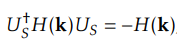 U_S^† H(𝐤) U_S = −H(𝐤)